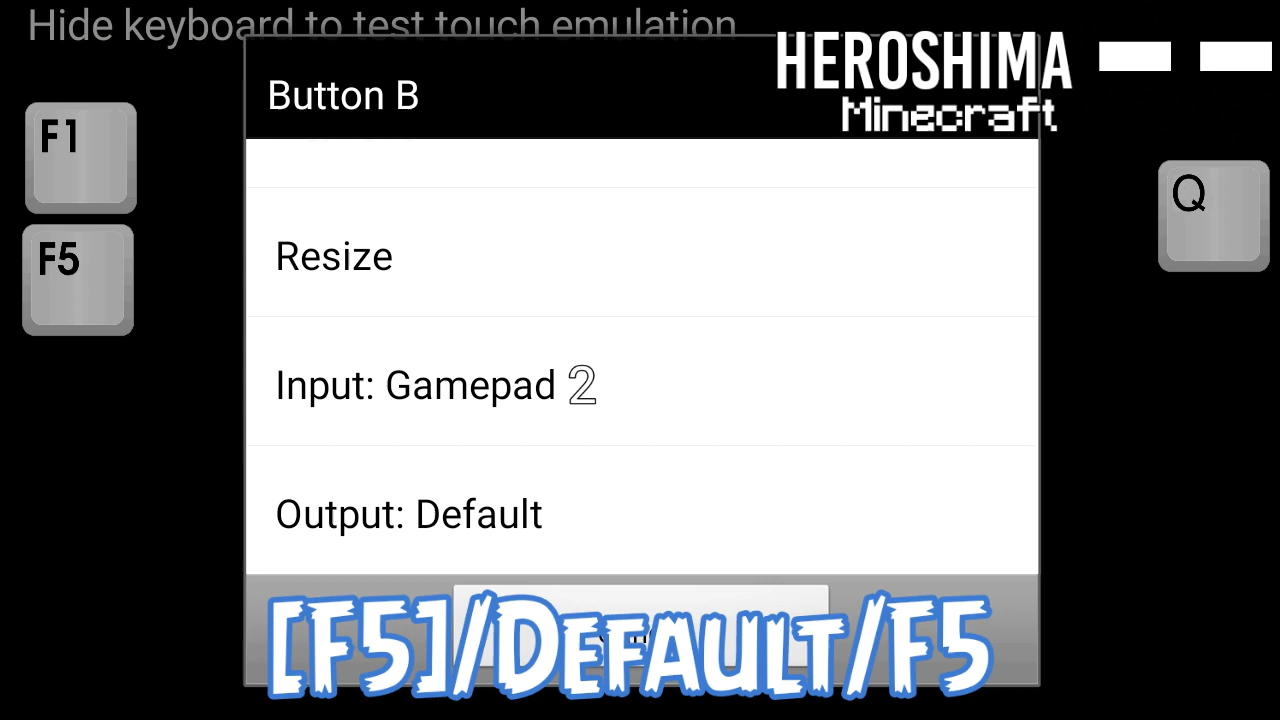 Hide keyboard to test touch emulation
HEROSHIMA
Minecraft
Button B
F1
Q
F5
Resize
Input: Gamepad 2
Output: Default
[F5]/DEFAULT/F5